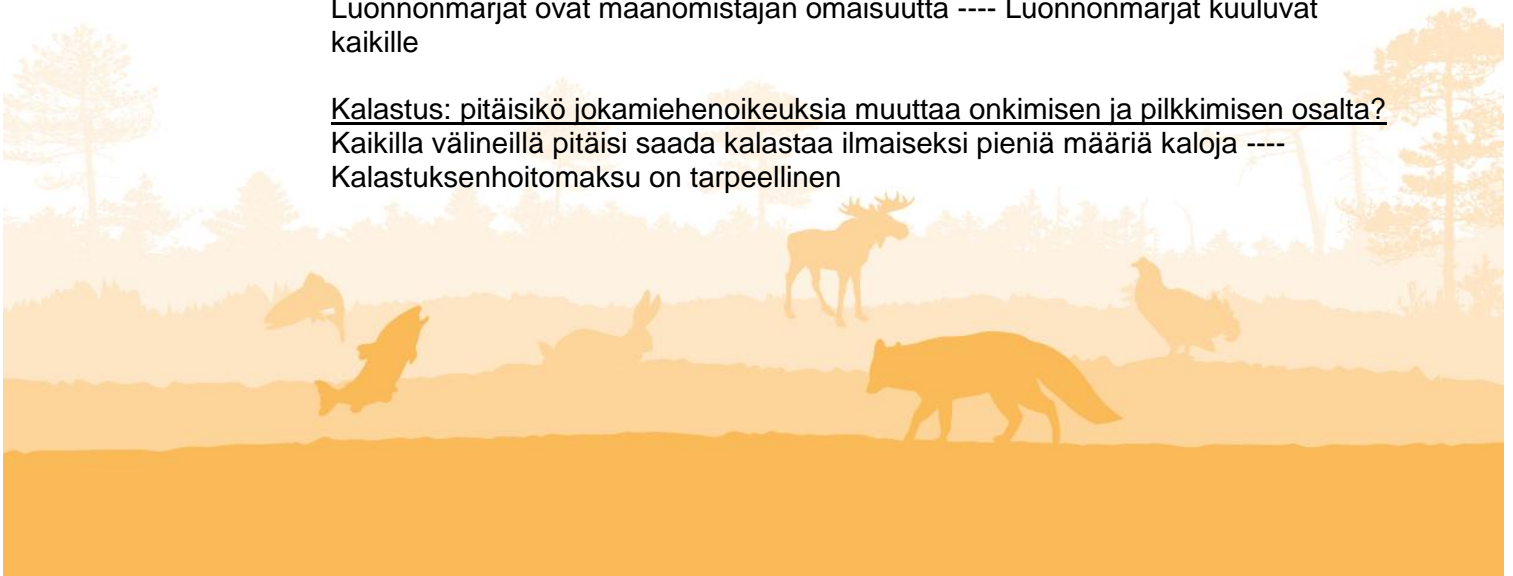 Luonnonmarjat ovat maanomistajan omaisuutta ---- Luonnonmarjat kuuluvat
kaikille
Kalastus: pitäisikö jokamiehenoikeuksia muuttaa onkimisen ja pilkkimisen osalta?
Kaikilla välineillä pitäisi saada kalastaa ilmaiseksi pieniä määriä kaloja ----
Kalastuksenhoitomaksu on tarpeellinen